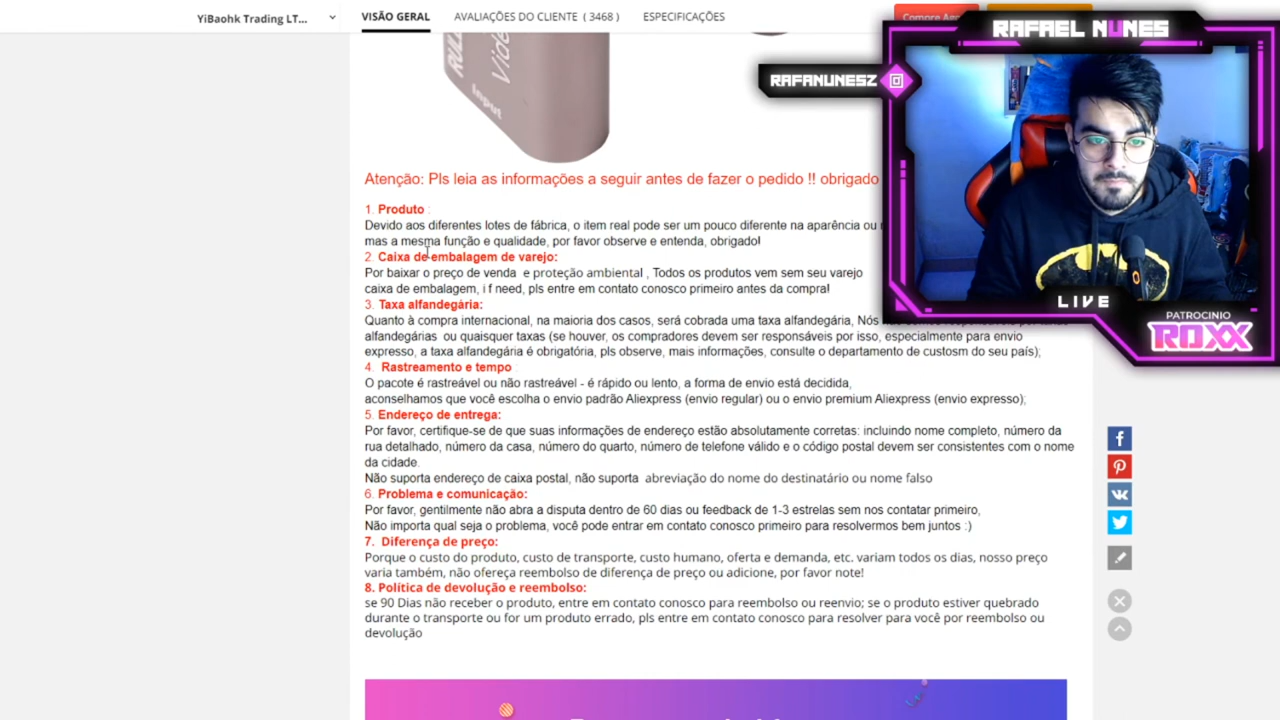 YiBaohk Trading LT...
VISÃO GERAL
AVALIAÇÕES DO CLIENTE ( 3468 )
ESPECIFICAÇÕES
RAFAEL NUNES
RAFANUNESZ
Video
Input
Atenção: Pls leia as informações a seguir antes de fazer o pedido !! obrigado
1. Produto :
Devido aos diferentes lotes de fábrica, o item real pode ser um pouco diferente na aparência ou
mas a mesma função e qualidade, por favor observe e entenda, obrigado!
2. Caixa de embalagem de varejo:
Por baixar o preço de venda e proteção ambiental , Todos os produtos vem sem seu varejo
caixa de embalagem, i f need, pls entre em contato conosco primeiro antes da compra!
3. Taxa alfandegária:
Quanto à compra internacional, na maioria dos casos, será cobrada uma taxa alfandegária, Nós
alfandegárias ou quaisquer taxas (se houver, os compradores devem ser responsáveis por isso, especialmente para envio
expresso, a taxa alfandegária é obrigatória, pls observe, mais informações, consulte o departamento de custosm do seu país);
4. Rastreamento e tempo
O pacote é rastreável ou não rastreável - é rápido ou lento, a forma de envio está decidida,
aconselhamos que você escolha o envio padrão Aliexpress (envio regular) ou o envio premium Aliexpress (envio expresso);
5. Endereço de entrega:
Por favor, certifique-se de que suas informações de endereço estão absolutamente corretas: incluindo nome completo, número da
rua detalhado, número da casa, número do quarto, número de telefone válido e o código postal devem ser consistentes com o nome
da cidade.
Não suporta endereço de caixa postal, não suporta abreviação do nome do destinatário ou nome falso
6. Problema e comunicação:
Por favor, gentilmente não abra a disputa dentro de 60 dias ou feedback de 1-3 estrelas sem nos contatar primeiro,
Não importa qual seja o problema, você pode entrar em contato conosco primeiro para resolvermos bem juntos :)
7. Diferença de preço:
Porque o custo do produto, custo de transporte, custo humano, oferta e demanda, etc. variam todos os dias, nosso preço
varia também, não ofereça reembolso de diferença de preço ou adicione, por favor note!
8. Política de devolução e reembolso:
se 90 Dias não receber o produto, entre em contato conosco para reembolso ou reenvio; se o produto estiver quebrado
durante o transporte ou for um produto errado, pls entre em contato conosco para resolver para você por reembolso ou
devolução
LIVE
PATROCINIO
ROXX